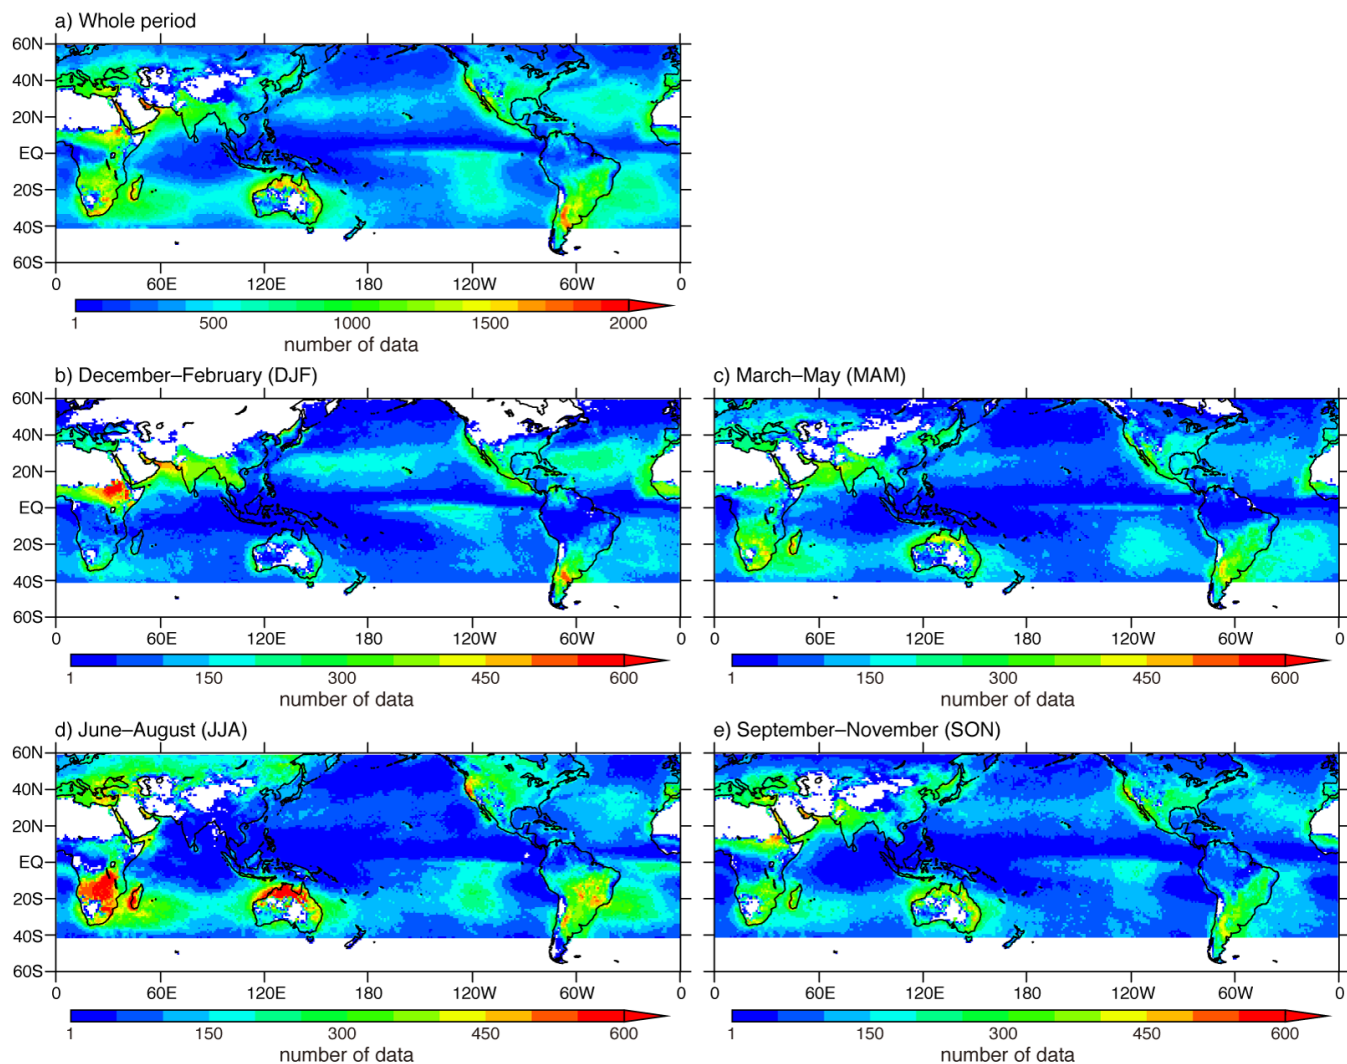 a) Whole period
60N
40N
20N
EQ
20S
40S
60S
0 60E 120E 180 120W 60W 0
1 500 1000 1500 2000
number of data
b) December–February (DJF)
60N
40N
20N
EQ
20S
40S
60S
0 60E 120E 180 120W 60W 0
1 150 300 450 600
number of data
c) March–May (MAM)
0 60E 120E 180 120W 60W 0
1 150 300 450 600
number of data
d) June–August (JJA)
60N
40N
20N
EQ
20S
40S
60S
0 60E 120E 180 120W 60W 0
1 150 300 450 600
number of data
e) September–November (SON)
0 60E 120E 180 120W 60W 0
1 150 300 450 600
number of data